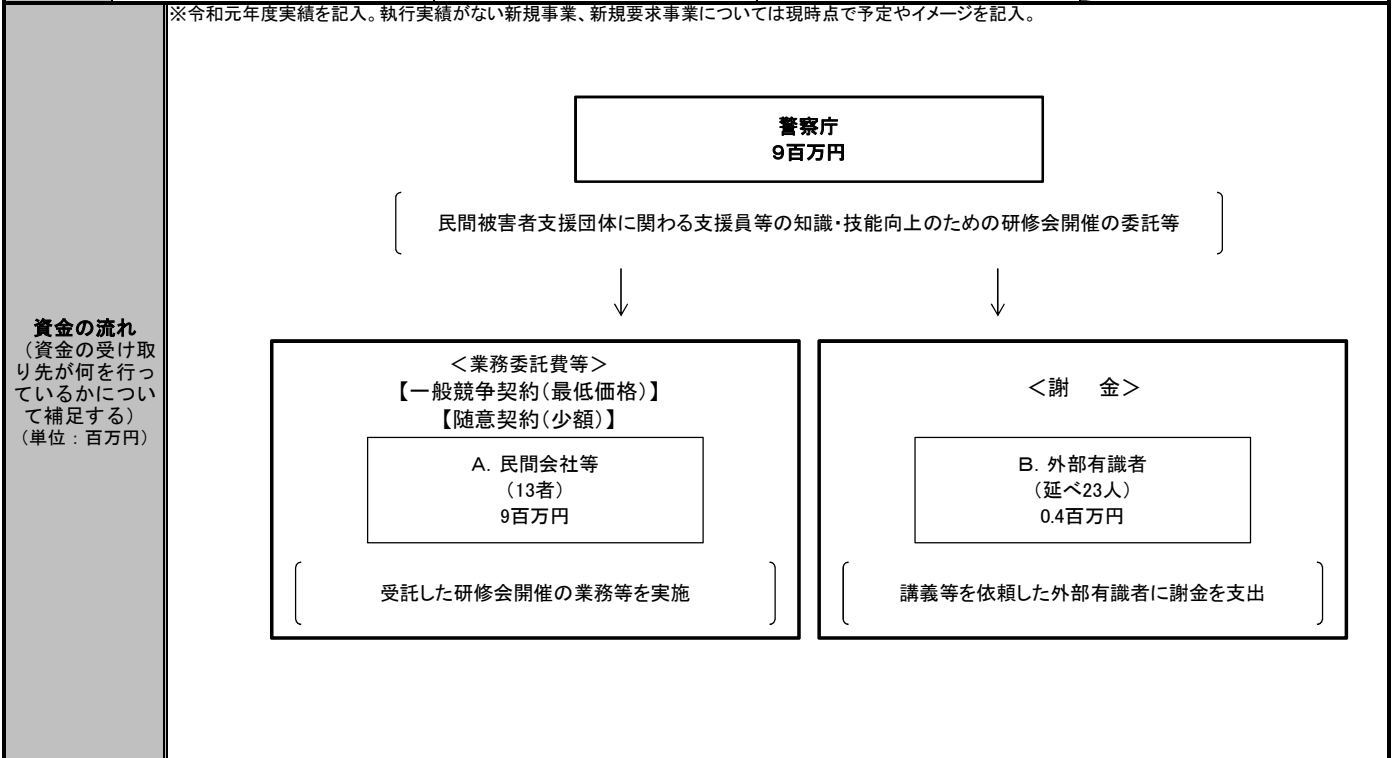 ※令和元年度実績を記入。執行実績がない新規事業、新規要求事業については現時点で予定やイメージを記入。
警察庁
9百万円
民間被害者支援団体に関わる支援員等の知識・技能向上のための研修会開催の委託等
資金の流れ
（資金の受け取
り先が何を行っ
ているかについ
て補足する）
（単位：百万円）
＜業務委託費等＞
【一般競争契約（最低価格）】
【随意契約（少額）】
A．民間会社等
（13者）
9百万円
受託した研修会開催の業務等を実施
＜謝　金＞
B．外部有識者
（延べ23人）
0.4百万円
講義等を依頼した外部有識者に謝金を支出